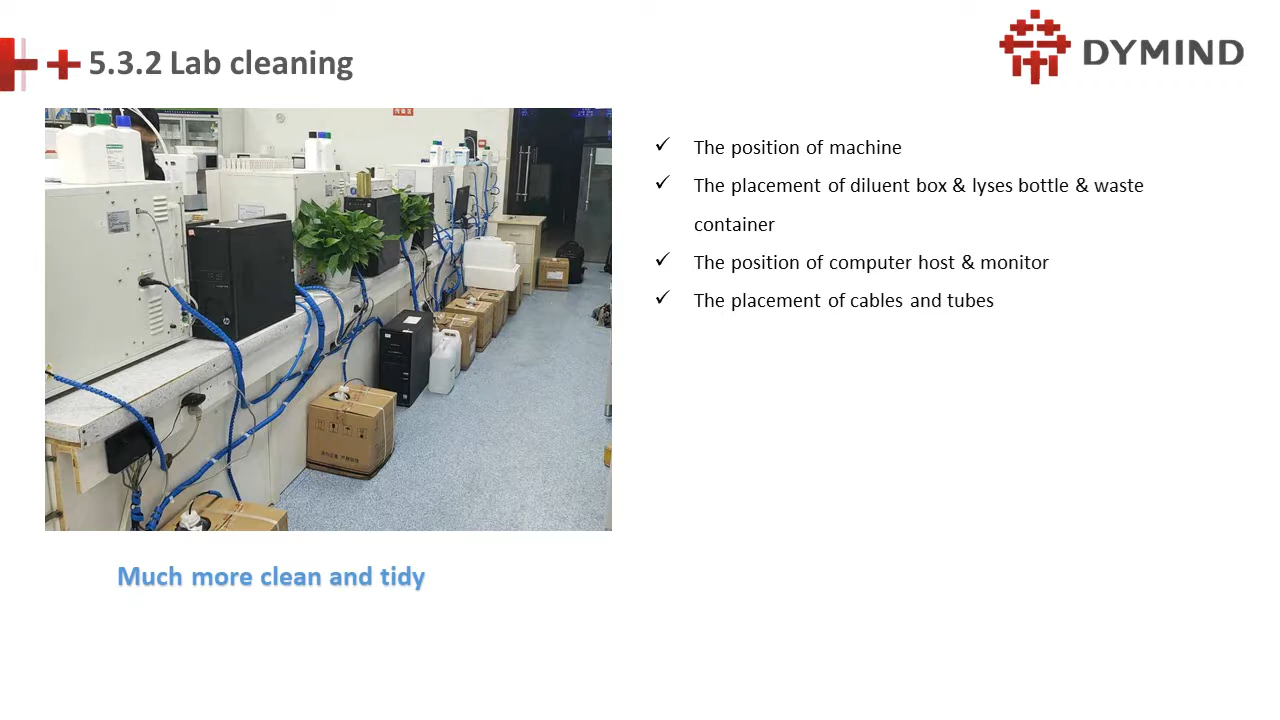 5.3.2 Lab cleaning
DYMIND
The position of machine
The placement of diluent box & lyses bottle & waste
container
The position of computer host & monitor
The placement of cables and tubes
Much more clean and tidy